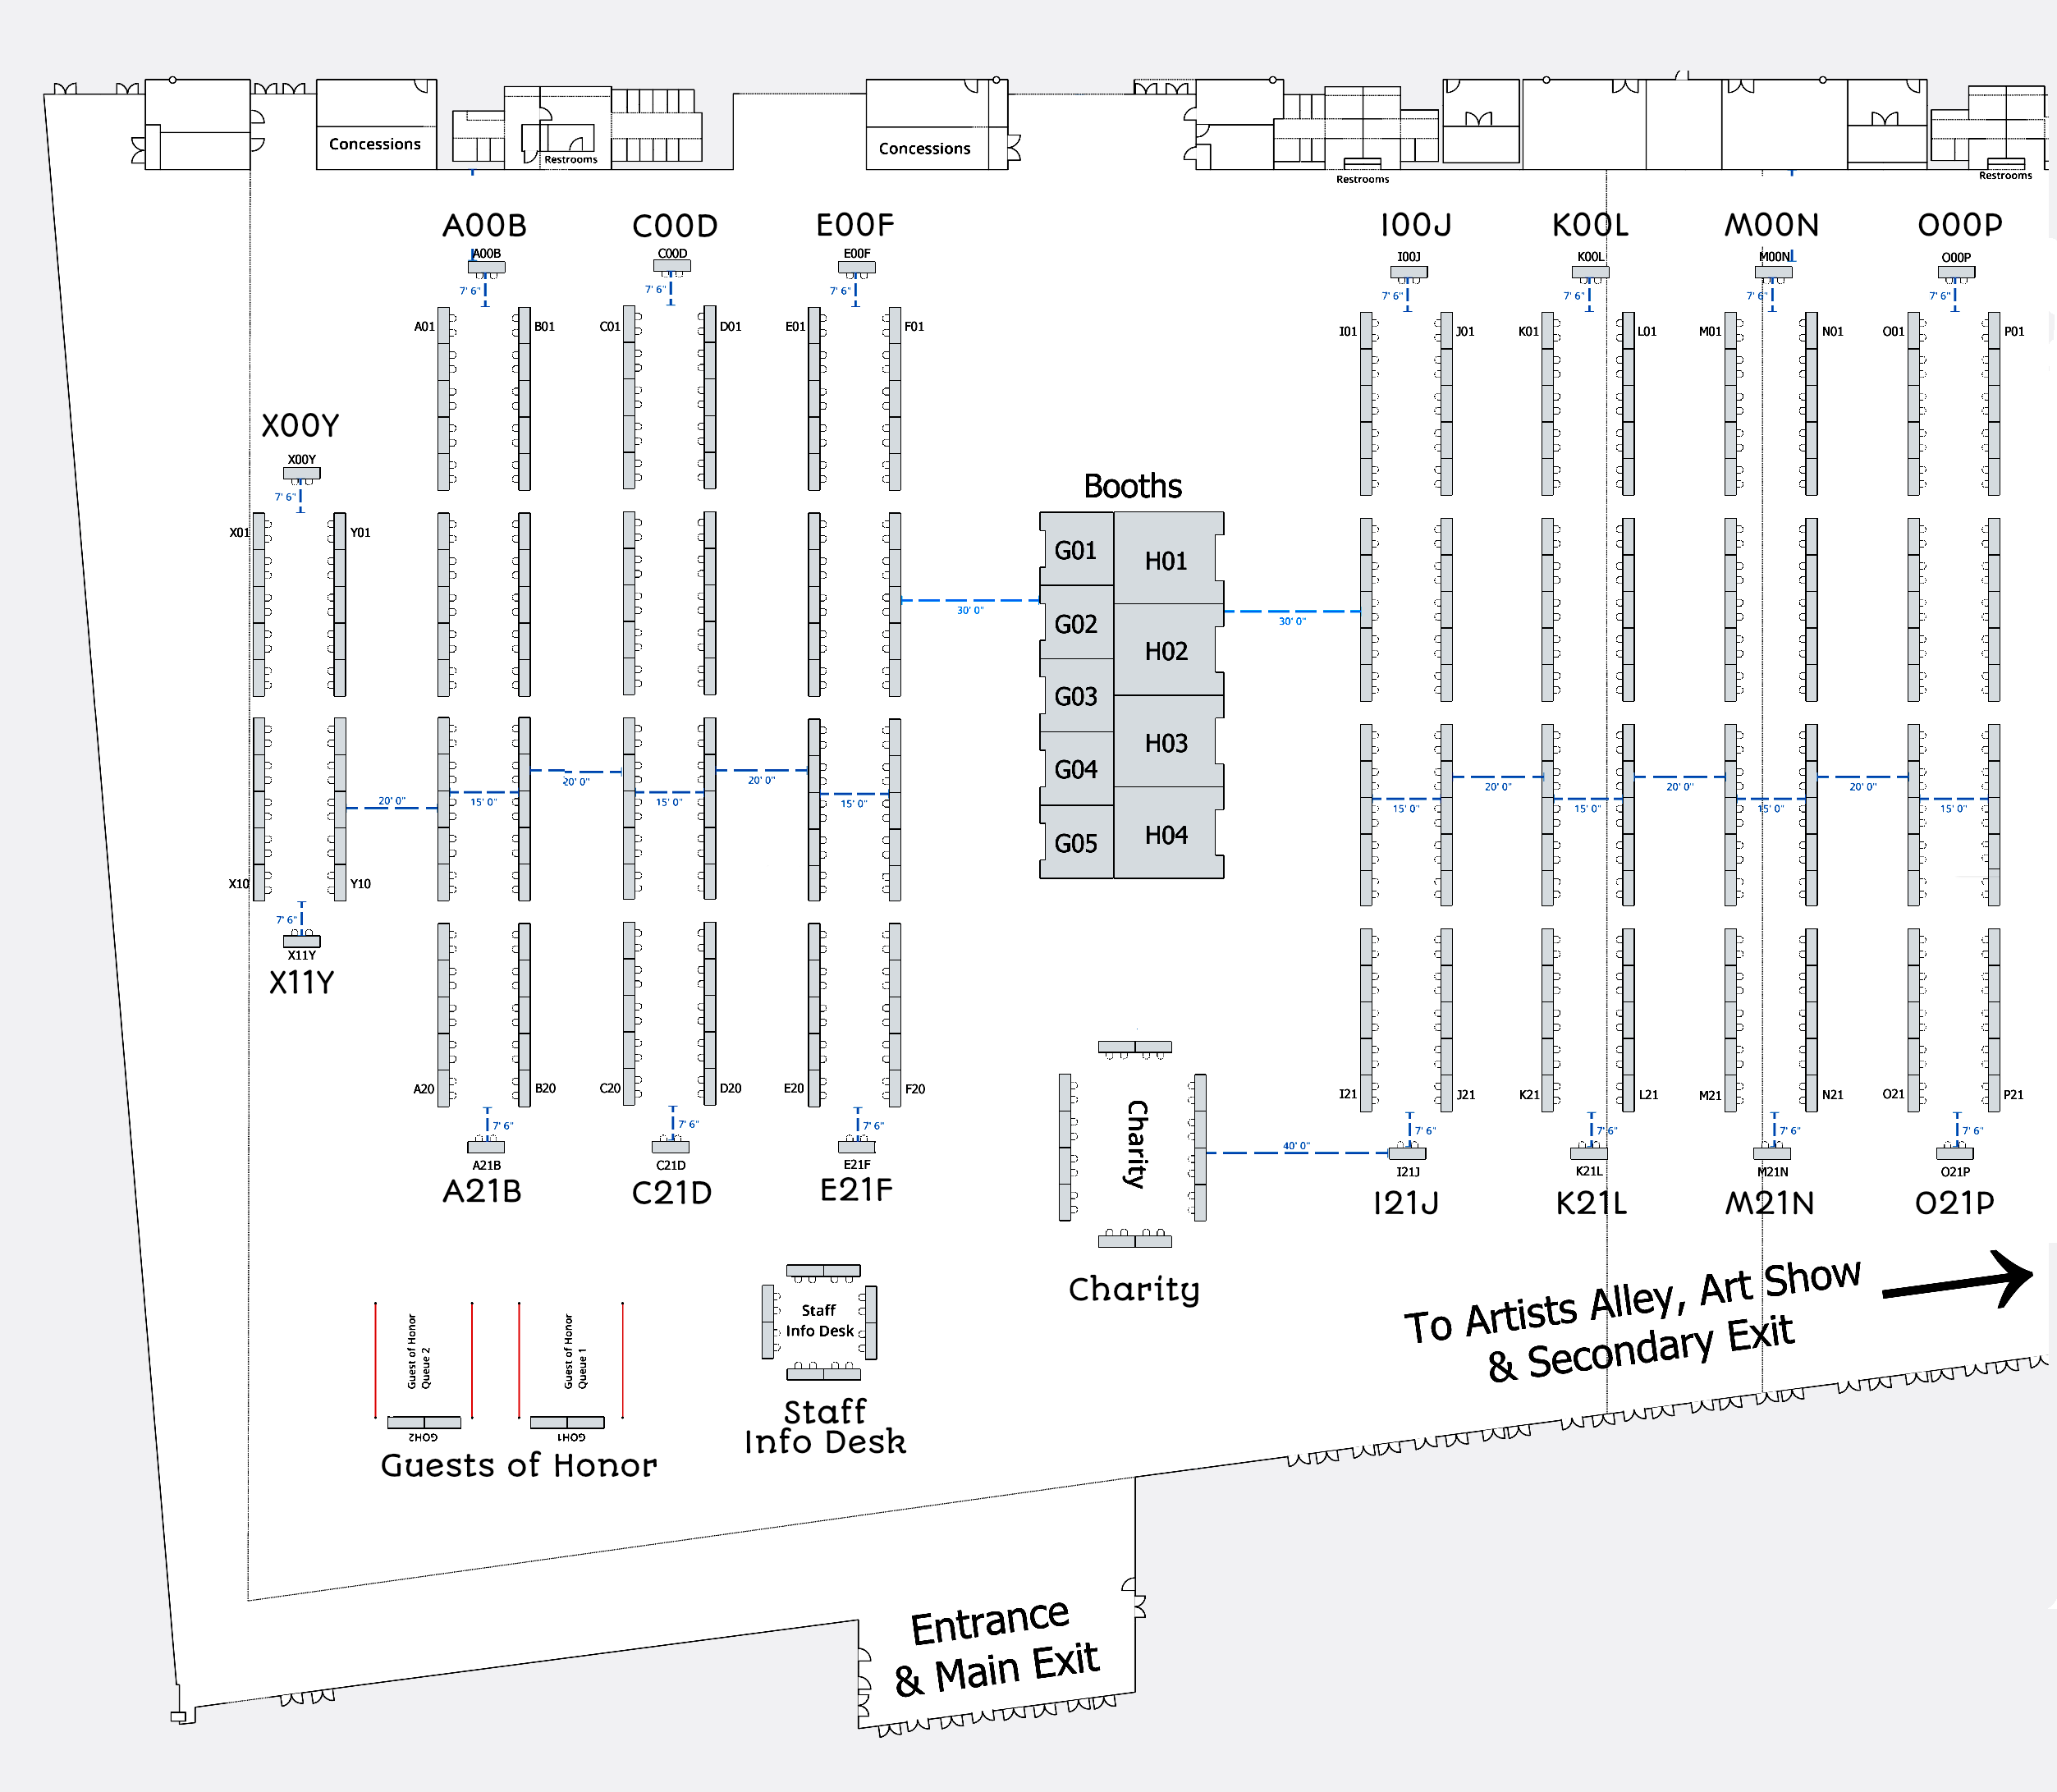 Concessions
Restrooms
Concessions
Restrooms
Restrooms
A00B
C00D
E00F
I00J
K00L
M00N
O00P
A00B
C00D
E00F
I00J
K00L
M00N
O00P
7' 6"
7' 6"
7' 6"
7' 6"
7' 6"
7' 6"
7' 6"
A01
B01
C01
D01
E01
F01
I01
J01
K01
L01
M01
N01
O01
P01
X00Y
X00Y
7' 6"
X01
Y01
Booths
G01
G02
G03
G04
G05
H01
H02
H03
H04
30' 0"
30' 0"
20' 0"
15' 0"
20' 0"
15' 0"
20' 0"
15' 0"
15' 0"
20' 0"
15' 0"
20' 0"
15' 0"
20' 0"
15' 0"
X10
Y10
7' 6"
X11Y
X11Y
A20
B20
C20
D20
E20
F20
I21
J21
K21
L21
M21
N21
O21
P21
7' 6"
7' 6"
7' 6"
7' 6"
7' 6"
7' 6"
7' 6"
A21B
C21D
E21F
I21J
K21L
M21N
O21P
A21B
C21D
E21F
I21J
K21L
M21N
O21P
Charity
40' 0"
Charity
Staff
Info Desk
Staff
Info Desk
Guest of Honor
Queue 2
Guest of Honor
Queue 1
GOH2
GOH1
Guests of Honor
To Artists Alley, Art Show
& Secondary Exit
Entrance
& Main Exit